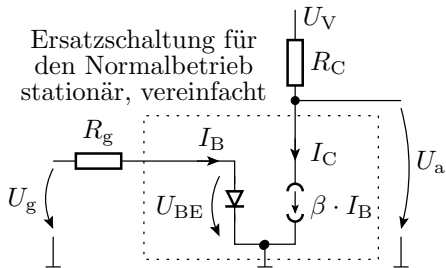 Ersatzschaltung für
den Normalbetrieb
stationär, vereinfacht
U_V
R_C
R_g
I_B
I_C
U_a
U_g
U_BE
β · I_B